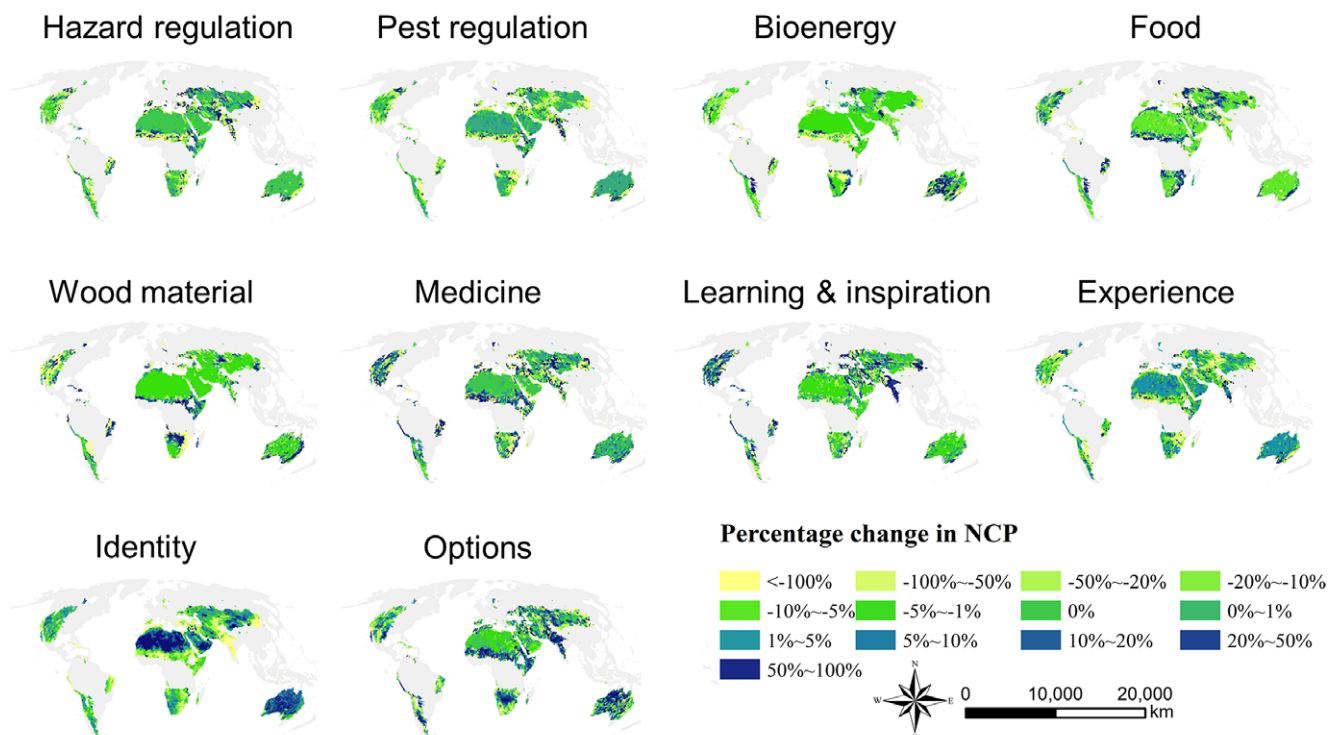 Hazard regulation Pest regulation Bioenergy Food
Wood material Medicine Learning & inspiration Experience
Identity Options
Percentage change in NCP
<-100% -100%~-50% -50%~-20% -20%~-10%
-10%~-5% -5%~-1% 0% 0%~1%
1%~5% 5%~10% 10%~20% 20%~50%
50%~100%
N
W E
S
0 10,000 20,000
km